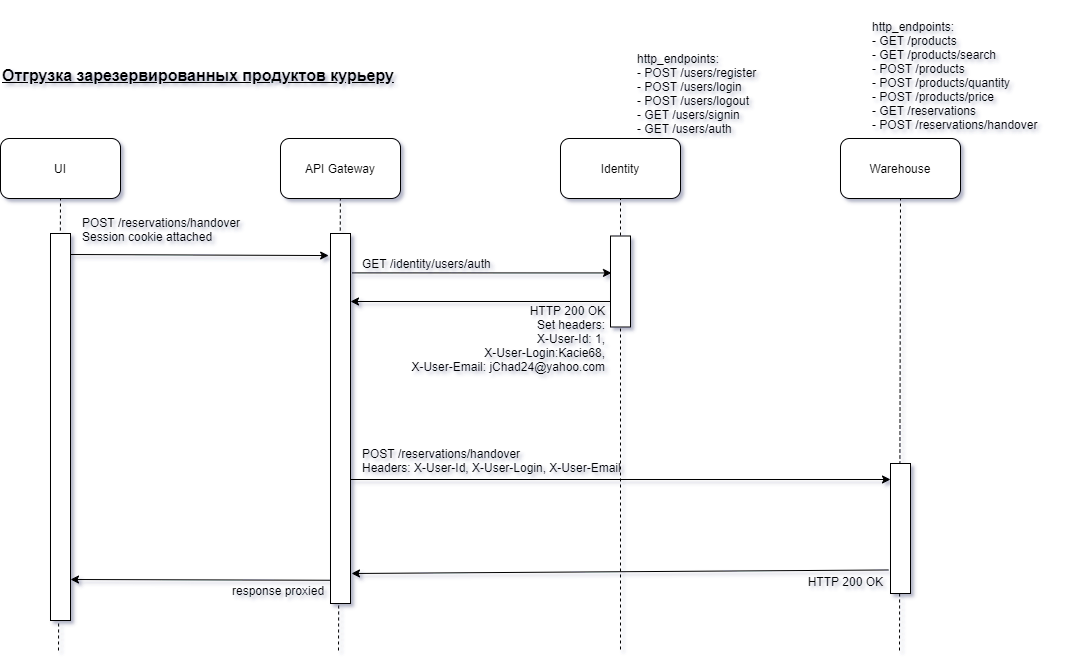 http_endpoints:
- GET /products
- GET /products/search
- POST /products
- POST /products/quantity
- POST /products/price
- GET /reservations
- POST /reservations/handover
http_endpoints:
- POST /users/register
- POST /users/login
- POST /users/logout
- GET /users/signin
- GET /users/auth
Отгрузка зарезервированных продуктов курьеру
UI
API Gateway
Identity
Warehouse
POST /reservations/handover
Session cookie attached
GET /identity/users/auth
HTTP 200 OK
Set headers:
X-User-Id: 1,
X-User-Login:Kacie68,
X-User-Email: jChad24@yahoo.com
POST /reservations/handover
Headers: X-User-Id, X-User-Login, X-User-Email
HTTP 200 OK
response proxied